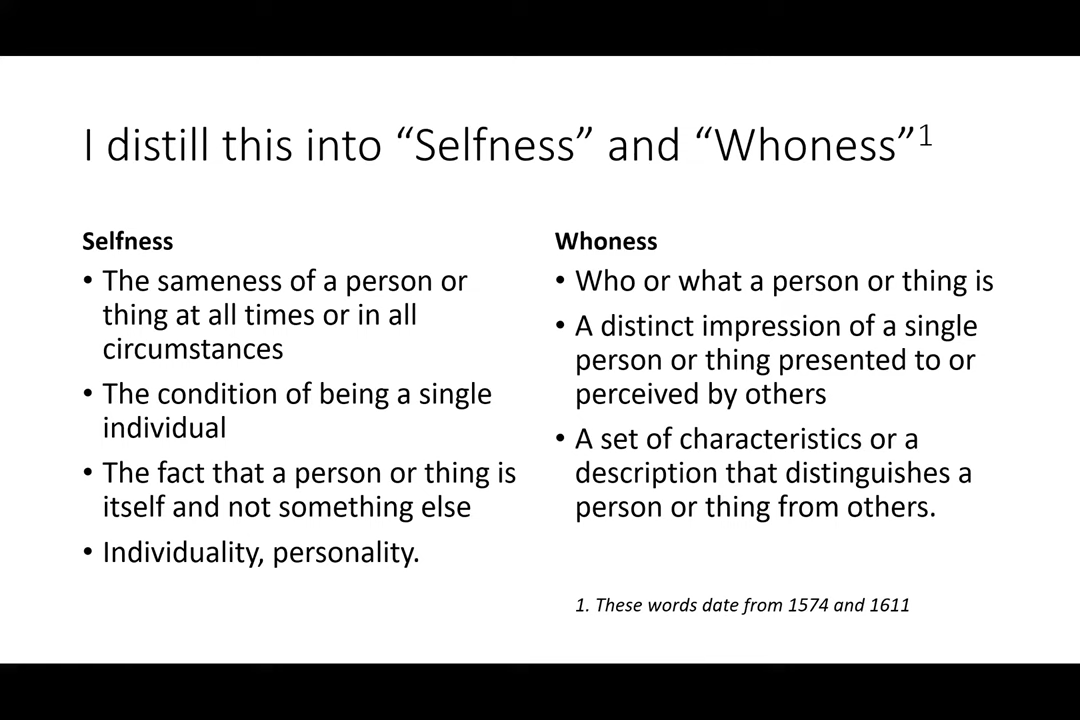 I distill this into “Selfness” and “Whoness”1
Selfness
• The sameness of a person or
thing at all times or in all
circumstances
• The condition of being a single
individual
• The fact that a person or thing is
itself and not something else
• Individuality, personality.
Whoness
• Who or what a person or thing is
• A distinct impression of a single
person or thing presented to or
perceived by others
• A set of characteristics or a
description that distinguishes a
person or thing from others.
1. These words date from 1574 and 1611